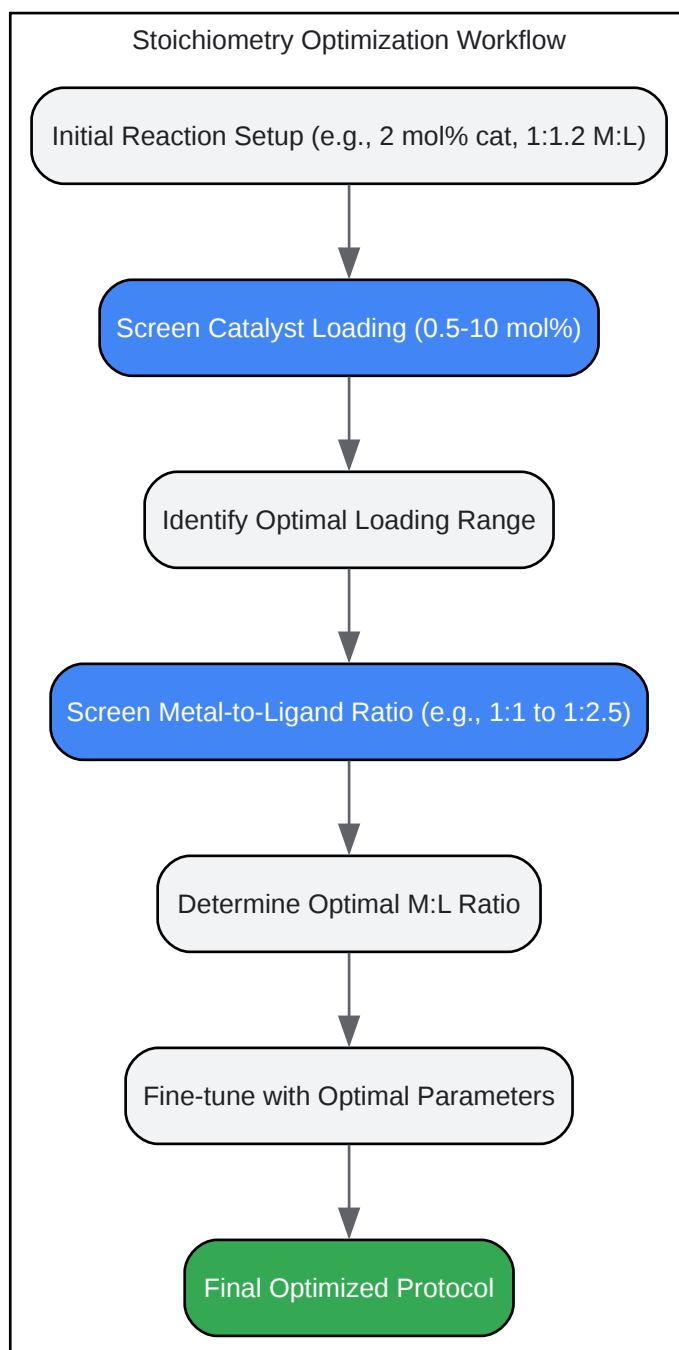 Stoichiometry Optimization Workflow
Initial Reaction Setup (e.g., 2 mol% cat, 1:1.2 M:L)
Screen Catalyst Loading (0.5-10 mol%)
Identify Optimal Loading Range
Screen Metal-to-Ligand Ratio (e.g., 1:1 to 1:2.5)
Determine Optimal M:L Ratio
Fine-tune with Optimal Parameters
Final Optimized Protocol